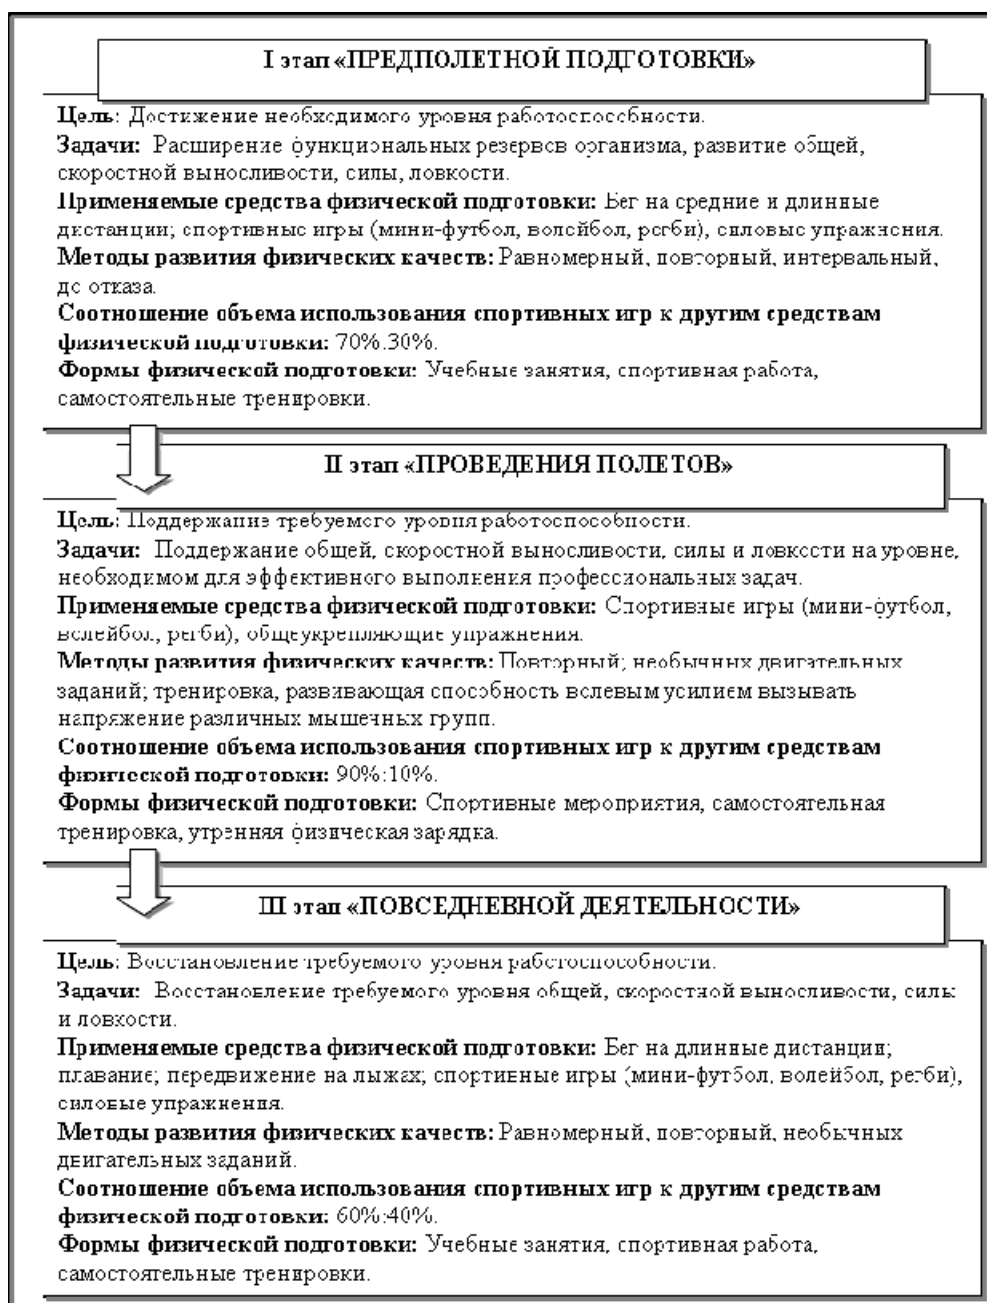 I этап «ПРЕДПОЛЕТНОЙ ПОДГОТОВКИ»
Цель: Достижение необходимого уровня работоспособности.
Задачи: Расширение функциональных резервов организма, развитие общей,
скоростной выносливости, силы, ловкости.
Применяемые средства физической подготовки: Бег на средние и длинные
дистанции; спортивные игры (мини-футбол, волейбол, регби), силовые упражнения.
Методы развития физических качеств: Равномерный, повторный, интервальный,
до отказа.
Соотношение объема использования спортивных игр к другим средствам
физической подготовки: 70%:30%.
Формы физической подготовки: Учебные занятия, спортивная работа,
самостоятельные тренировки.
II этап «ПРОВЕДЕНИЯ ПОЛЕТОВ»
Цель: Поддержание требуемого уровня работоспособности.
Задачи: Поддержание общей, скоростной выносливости, силы и ловкости на уровне,
необходимом для эффективного выполнения профессиональных задач.
Применяемые средства физической подготовки: Спортивные игры (мини-футбол,
волейбол, регби), общеукрепляющие упражнения.
Методы развития физических качеств: Повторный; необычных двигательных
заданий; тренировка, развивающая способность волевым усилием вызывать
напряжение различных мышечных групп.
Соотношение объема использования спортивных игр к другим средствам
физической подготовки: 90%:10%.
Формы физической подготовки: Спортивные мероприятия, самостоятельная
тренировка, утренняя физическая зарядка.
III этап «ПОВСЕДНЕВНОЙ ДЕЯТЕЛЬНОСТИ»
Цель: Восстановление требуемого уровня работоспособности.
Задачи: Восстановление требуемого уровня общей, скоростной выносливости, силы
и ловкости.
Применяемые средства физической подготовки: Бег на длинные дистанции;
плавание; передвижение на лыжах; спортивные игры (мини-футбол, волейбол, регби),
силовые упражнения.
Методы развития физических качеств: Равномерный, повторный, необычных
двигательных заданий.
Соотношение объема использования спортивных игр к другим средствам
физической подготовки: 60%:40%.
Формы физической подготовки: Учебные занятия, спортивная работа,
самостоятельные тренировки.